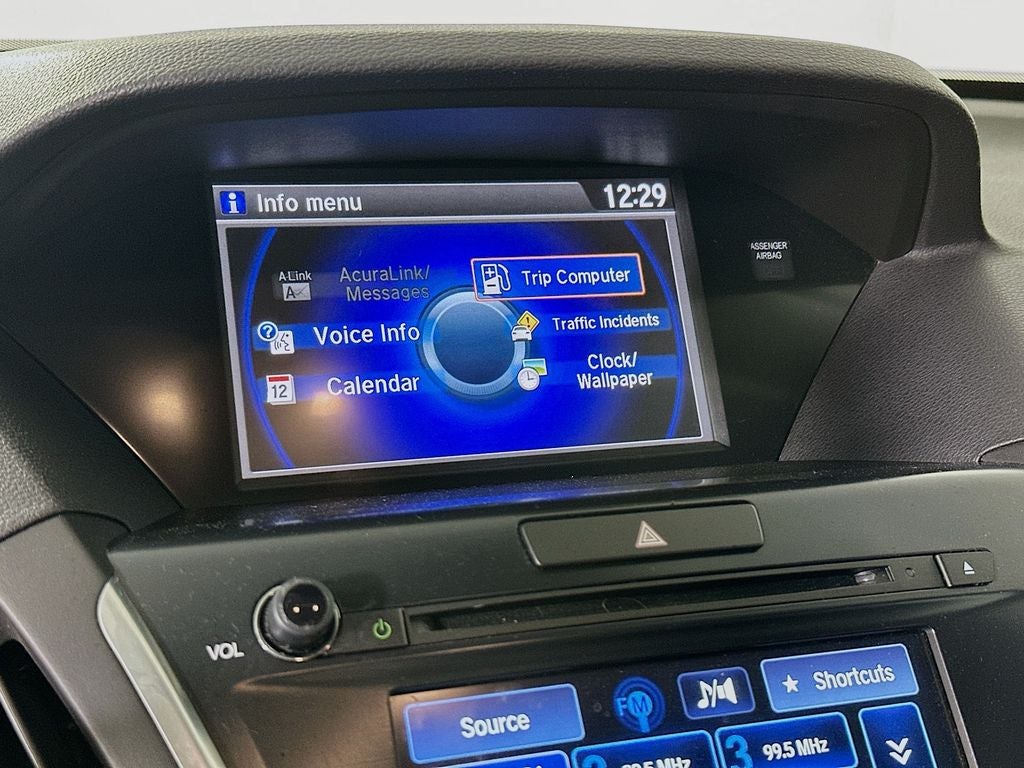 Info menu
12:29
A-Link
AcuraLink/
Messages
Trip Computer
Voice Info
Traffic Incidents
Calendar
12
Clock/
Wallpaper
ASSENGER
AIRBAG
VOL
Source
FM
Shortcuts
3 99.5 MHz